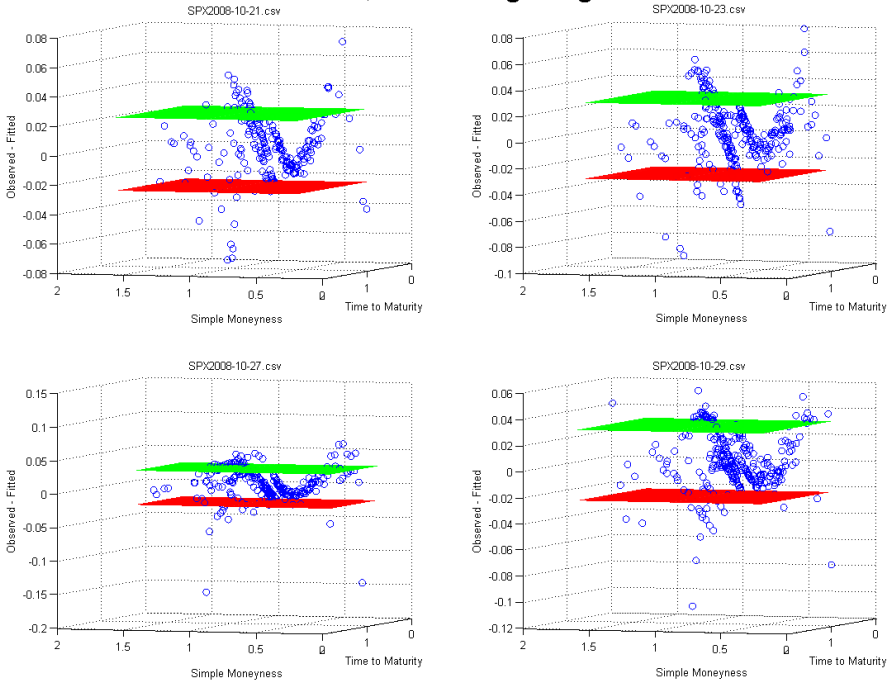 SPX2008-10-21.csv
0.08
0.06
0.04
0.02
0
-0.02
-0.04
-0.06
-0.08
Observed - Fitted
2 1.5 1 0.5 1 0
Time to Maturity
Simple Moneyness
SPX2008-10-23.csv
0.08
0.06
0.04
0.02
0
-0.02
-0.04
-0.06
-0.08
-0.1
Observed - Fitted
2 1.5 1 0.5 1 0
Time to Maturity
Simple Moneyness
SPX2008-10-27.csv
0.15
0.1
0.05
0
-0.05
-0.1
-0.15
-0.2
Observed - Fitted
2 1.5 1 0.5 1 0
Time to Maturity
Simple Moneyness
SPX2008-10-29.csv
0.06
0.04
0.02
0
-0.02
-0.04
-0.06
-0.08
-0.1
-0.12
Observed - Fitted
2 1.5 1 0.5 1 0
Time to Maturity
Simple Moneyness